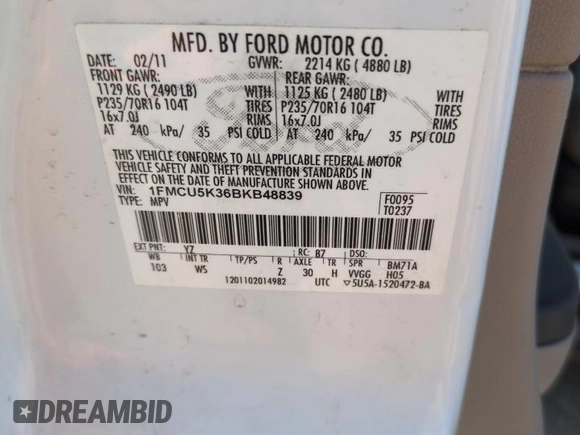 MFD. BY FORD MOTOR CO.
DATE: 02/11 GVWR: 2214 KG ( 4880 LB)
FRONT GAWR: REAR GAWR:
1129 KG ( 2490 LB) WITH 1125 KG ( 2480 LB) WITH
P235/70R16 104T TIRES P235/70R16 104T TIRES
16x7.0J RIMS 16x7.0J RIMS
AT 240 kPa/ 35 PSI COLD AT 240 kPa/ 35 PSI COLD
THIS VEHICLE CONFORMS TO ALL APPLICABLE FEDERAL MOTOR
VEHICLE SAFETY AND THEFT PREVENTION STANDARDS IN
EFFECT ON THE DATE OF MANUFACTURE SHOWN ABOVE.
VIN: 1FMCU5K36BKB48839 F0095
TYPE: MPV T0237
EXT PNT: YZ RC: 87 DSO:
WB INT TR TP/PS R AXLE TR SPR BM71A
103 WS Z 30 H VVGG H05
1201102014982 UTC ▽5U5A-1520472-BA
Ford
DREAMBID